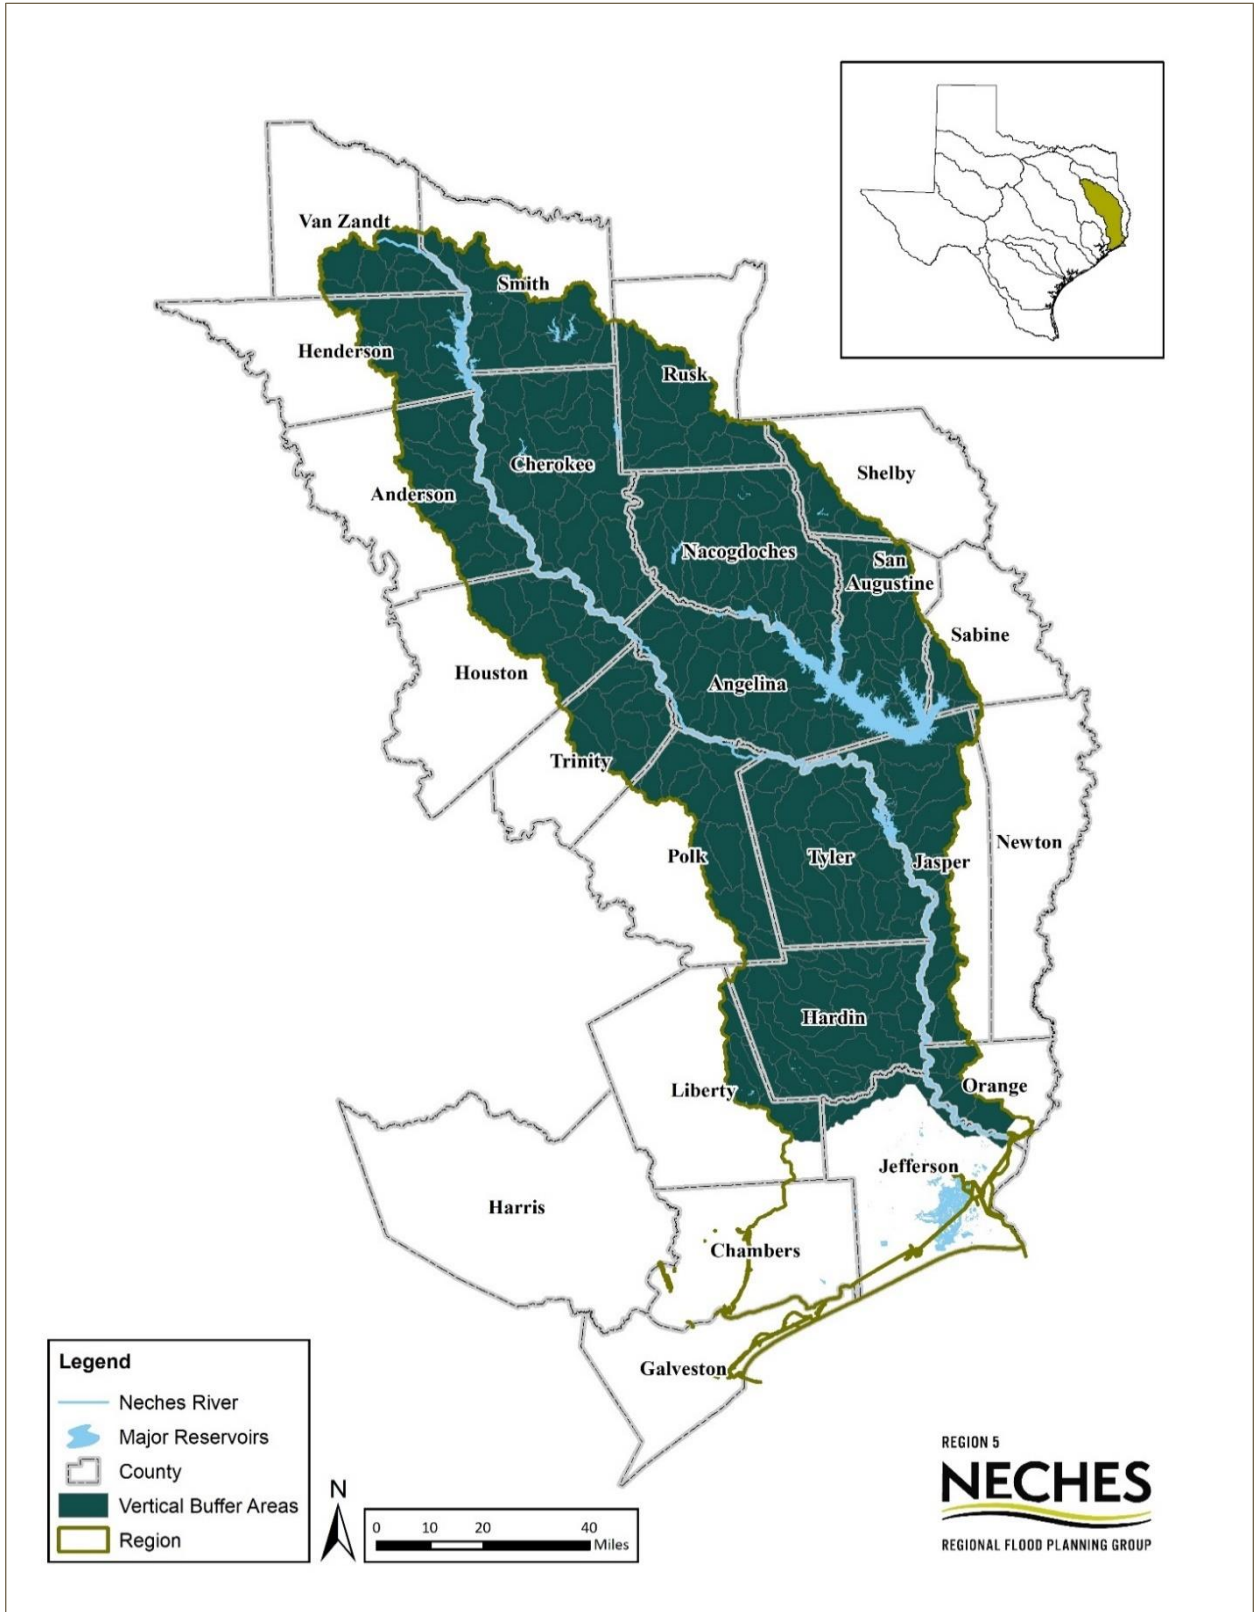 Van Zandt
Smith
Henderson
Rusk
Cherokee
Shelby
Anderson
Nacogdoches
San
Augustine
Sabine
Houston
Angelina
Trinity
Newton
Polk
Tyler
Jasper
Hardin
Liberty
Orange
Jefferson
Harris
Chambers
Galveston
Legend
Neches River
Major Reservoirs
County
Vertical Buffer Areas
Region
N
0 10 20 40
Miles
REGION 5
NECHES
REGIONAL FLOOD PLANNING GROUP